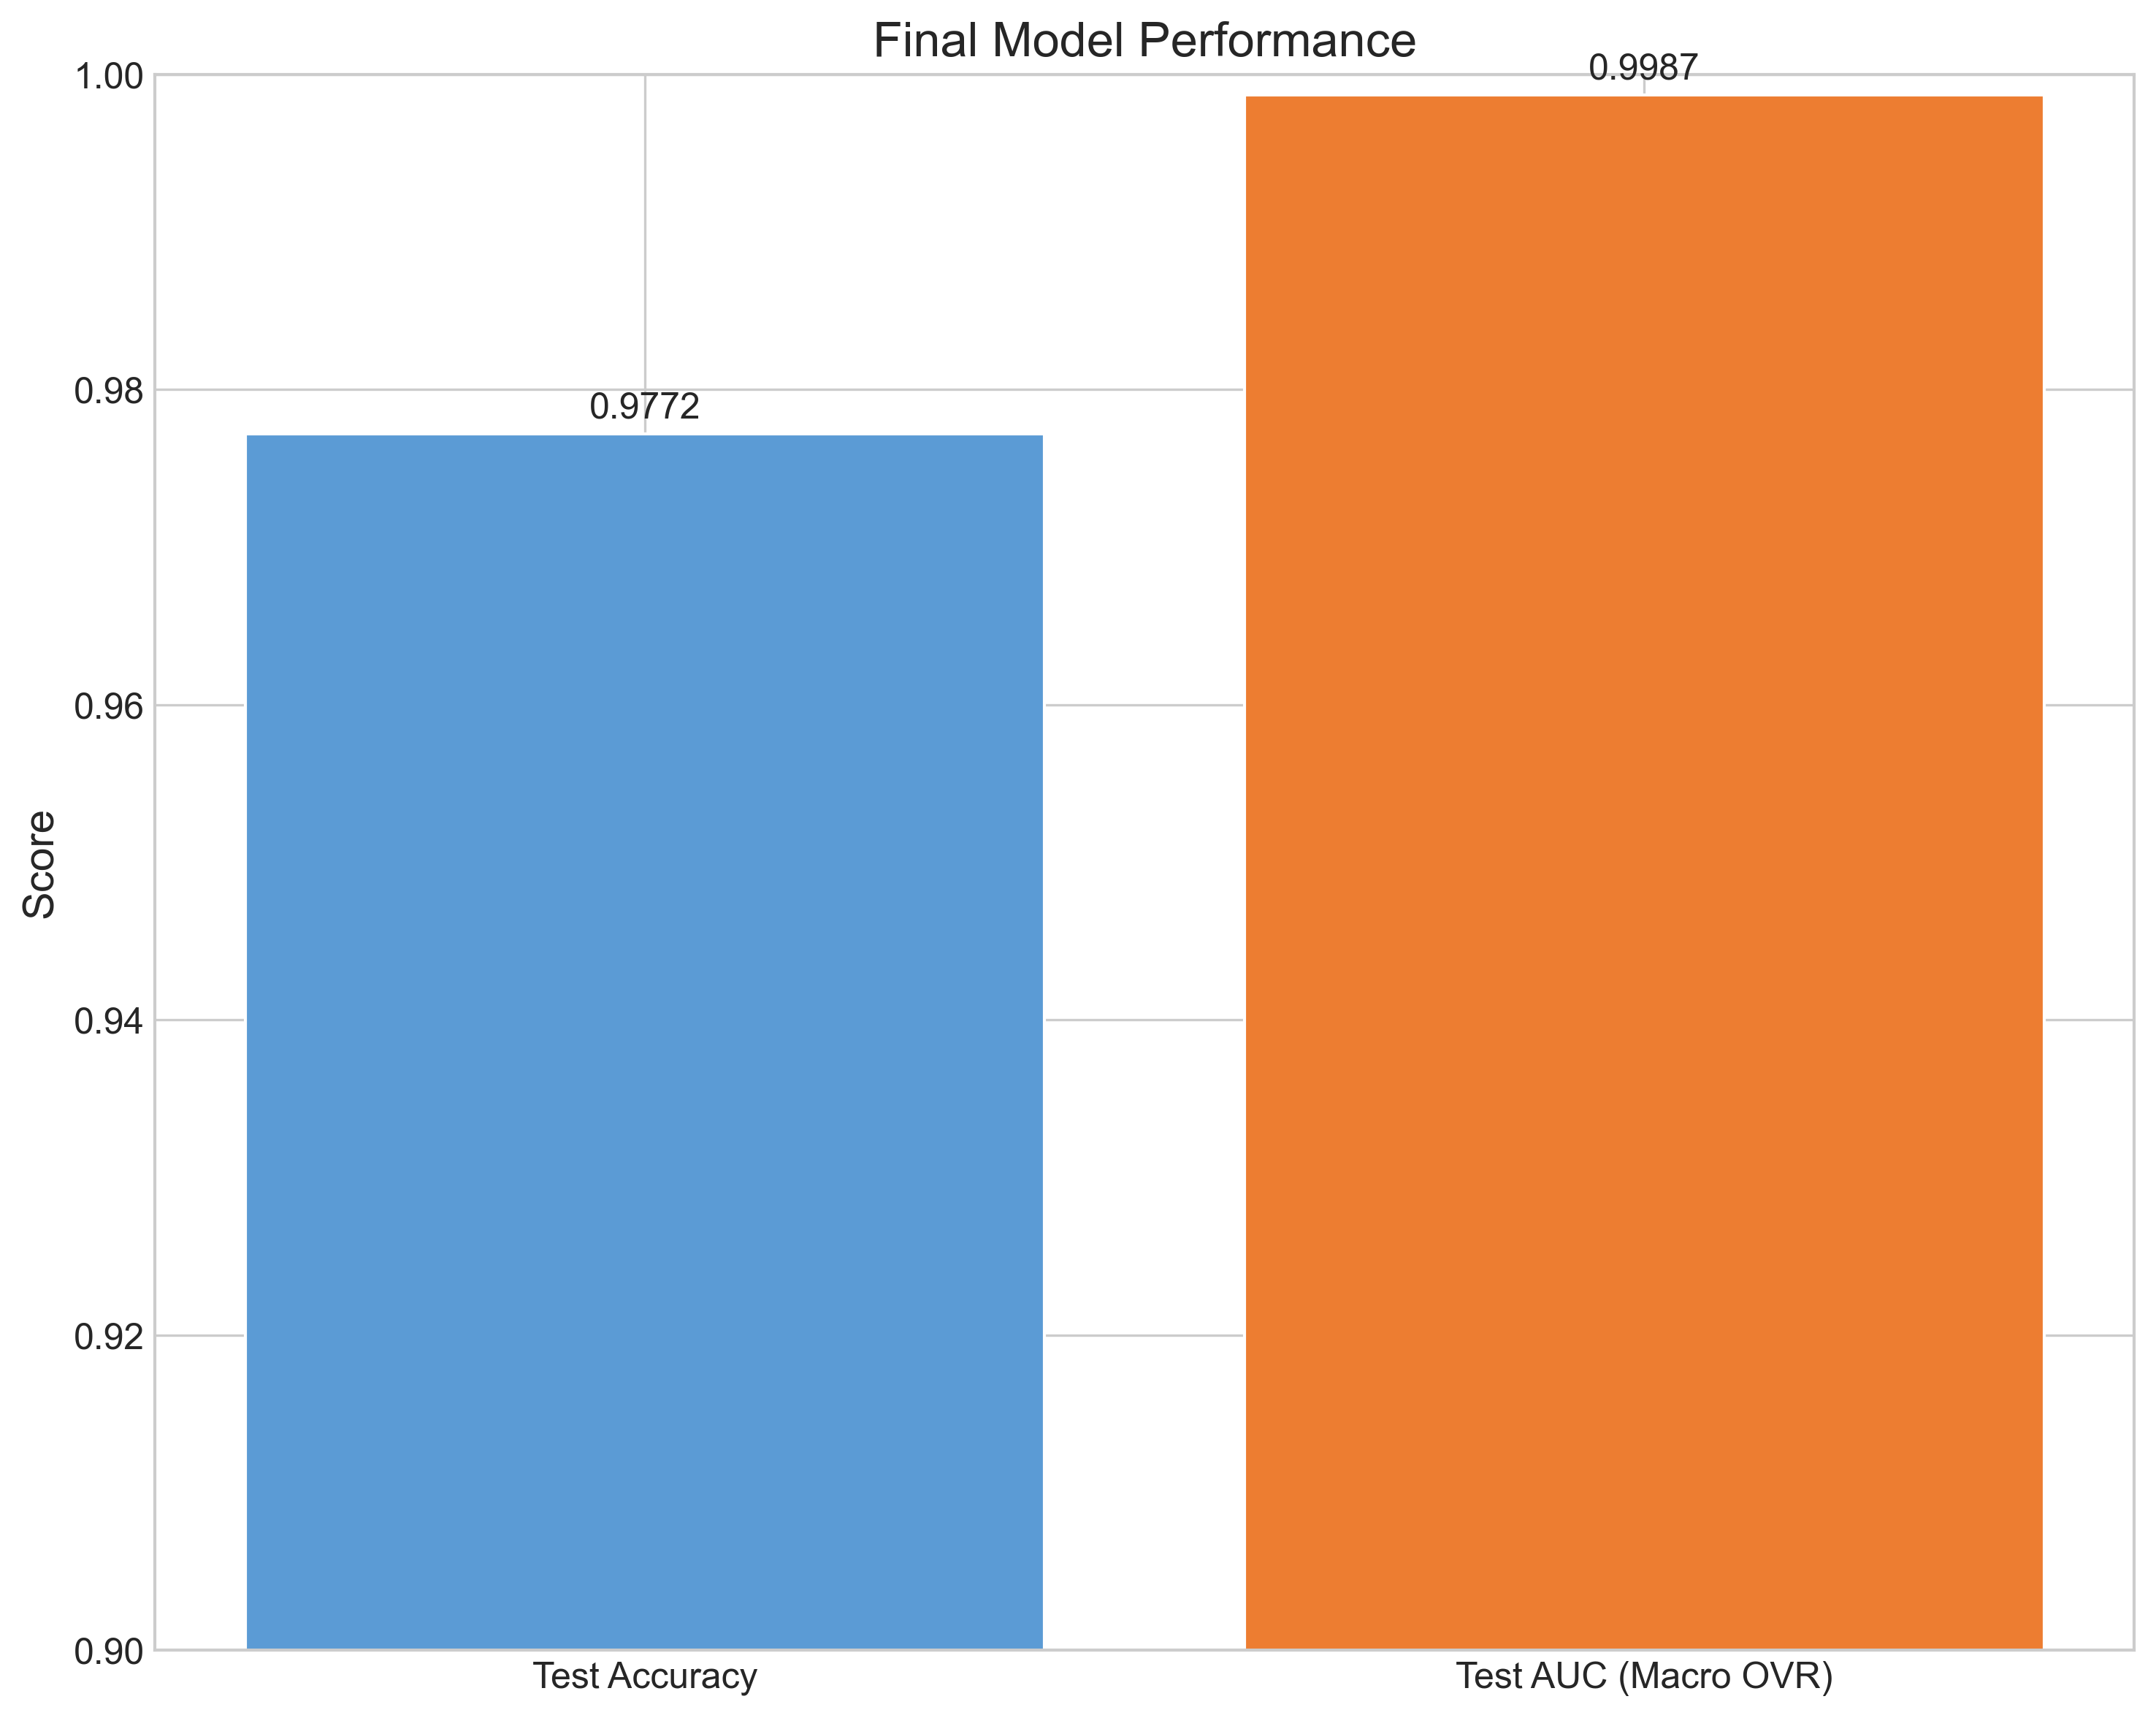 Final Model Performance
0.9987
1.00
0.98
0.9772
0.96
0.94
0.92
0.90
Score
Test Accuracy
Test AUC (Macro OVR)